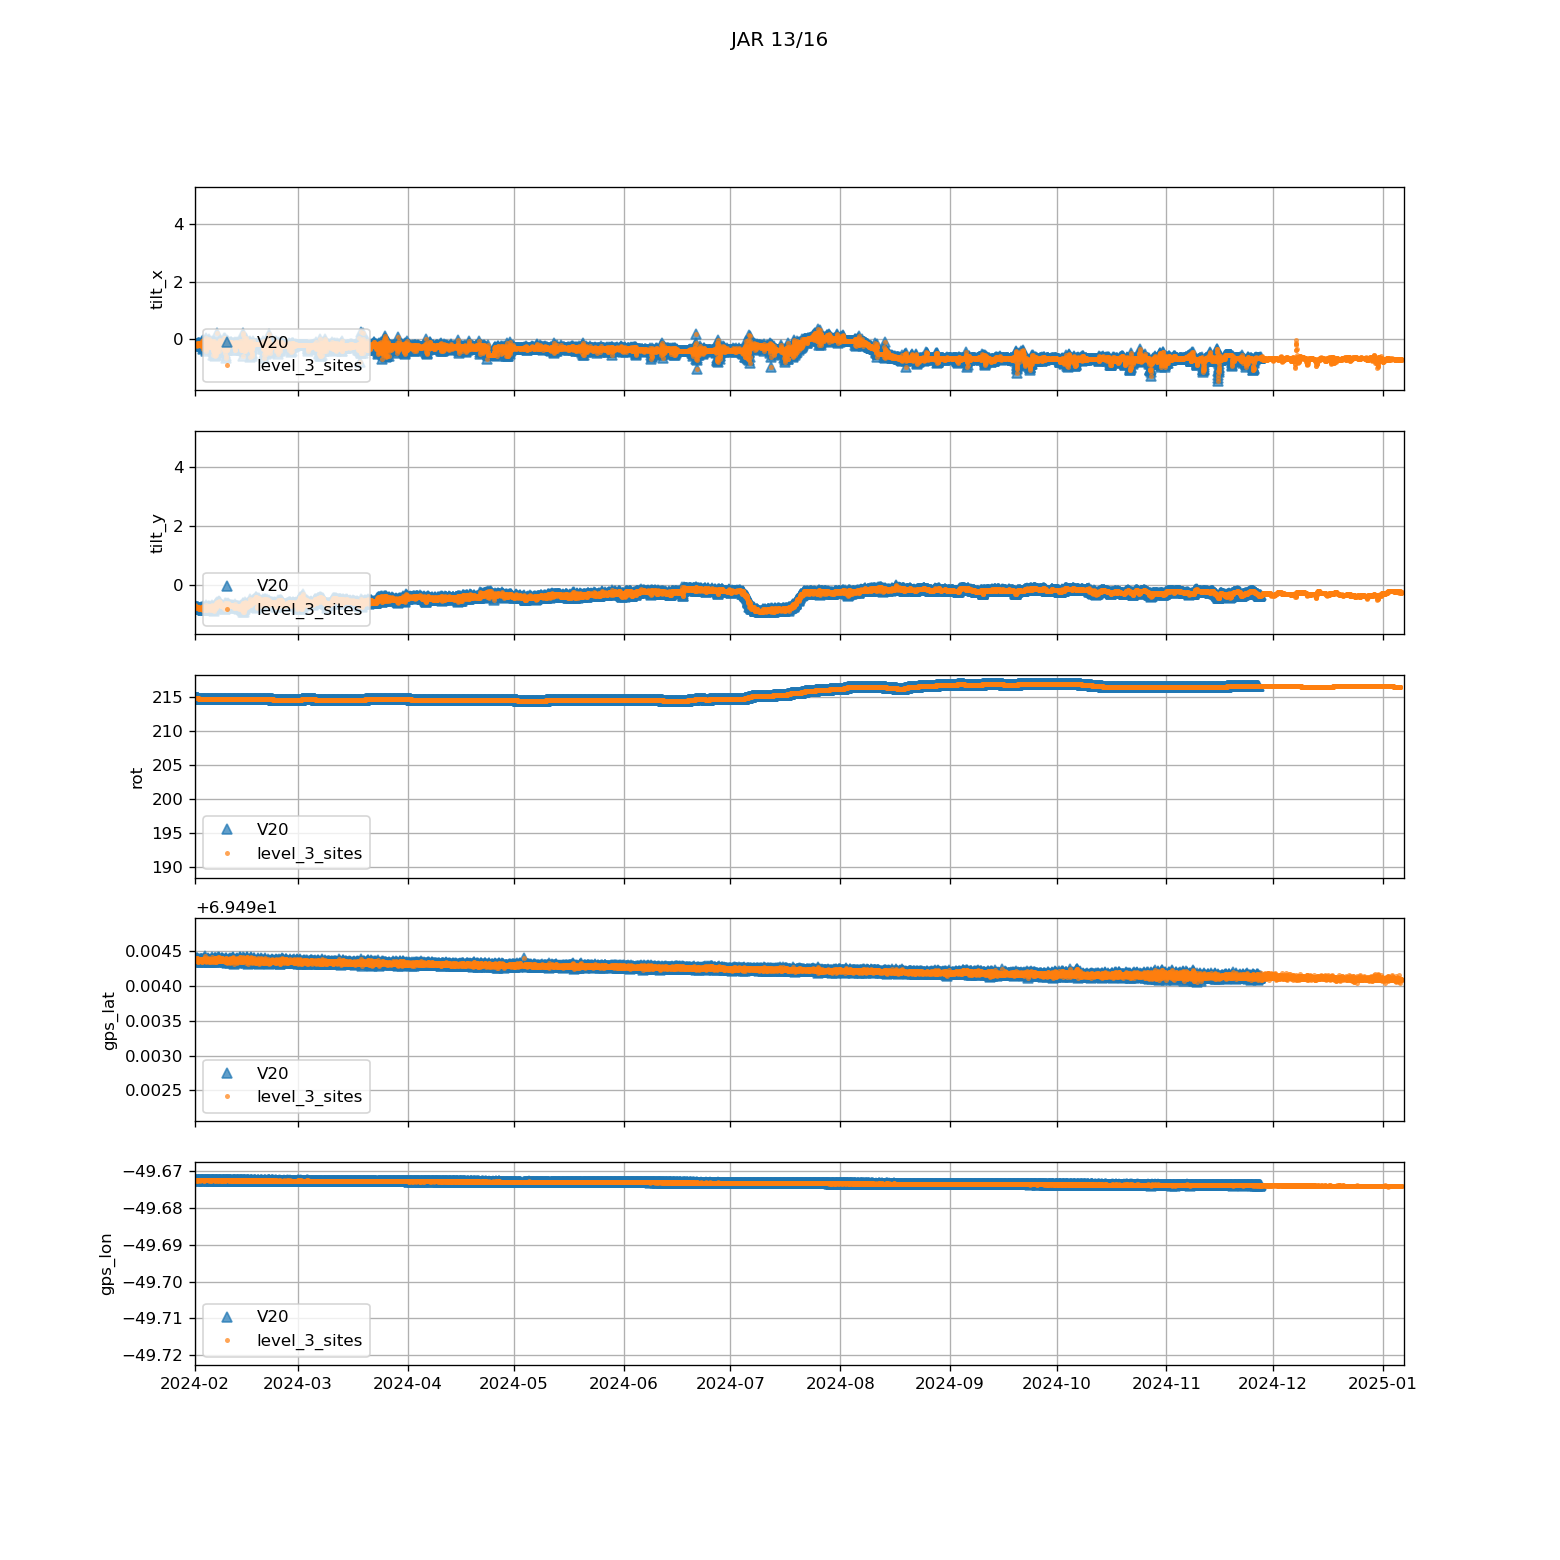 JAR 13/16
4
2
0
tilt_x
V20
level_3_sites
4
2
0
tilt_y
V20
level_3_sites
215
210
205
200
195
190
rot
V20
level_3_sites
+6.949e1
0.0045
0.0040
0.0035
0.0030
0.0025
gps_lat
V20
level_3_sites
−49.67
−49.68
−49.69
−49.70
−49.71
−49.72
gps_lon
V20
level_3_sites
2024-02 2024-03 2024-04 2024-05 2024-06 2024-07 2024-08 2024-09 2024-10 2024-11 2024-12 2025-01